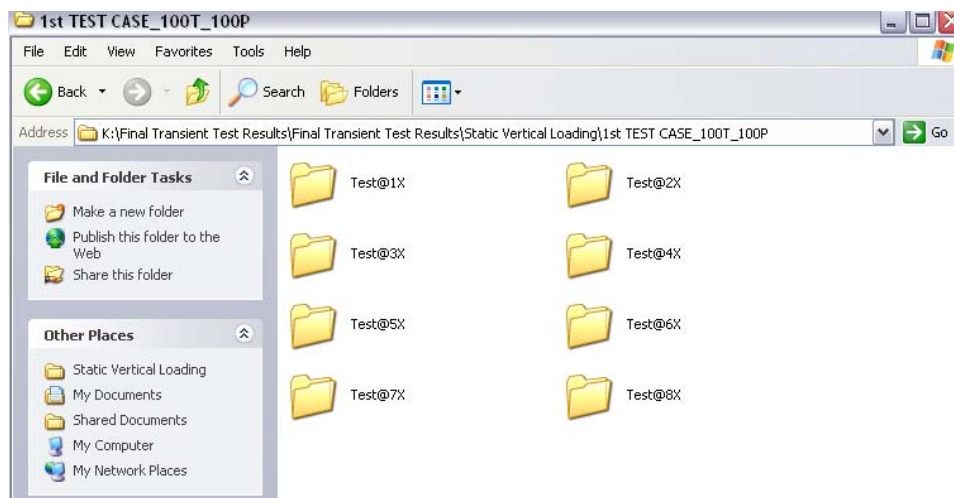 1st TEST CASE_100T_100P
File Edit View Favorites Tools Help
Back Search Folders
Address K:\Final Transient Test Results\Final Transient Test Results\Static Vertical Loading\1st TEST CASE_100T_100P Go
File and Folder Tasks
Make a new folder
Publish this folder to the
Web
Share this folder
Other Places
Static Vertical Loading
My Documents
Shared Documents
My Computer
My Network Places
Test@1X Test@2X
Test@3X Test@4X
Test@5X Test@6X
Test@7X Test@8X